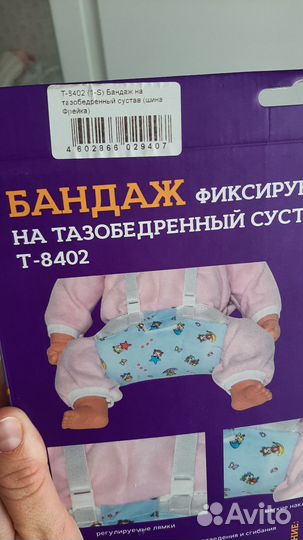 Т-8402 (1-S) Бандаж на
тазобедренный сустав (шина
Фрейка)
4 602866 029407
БАНДАЖ ФИКСИРУ
НА ТАЗОБЕДРЕННЫЙ СУСТ
Т-8402
регулируемые лямки
и сгибания
Avito